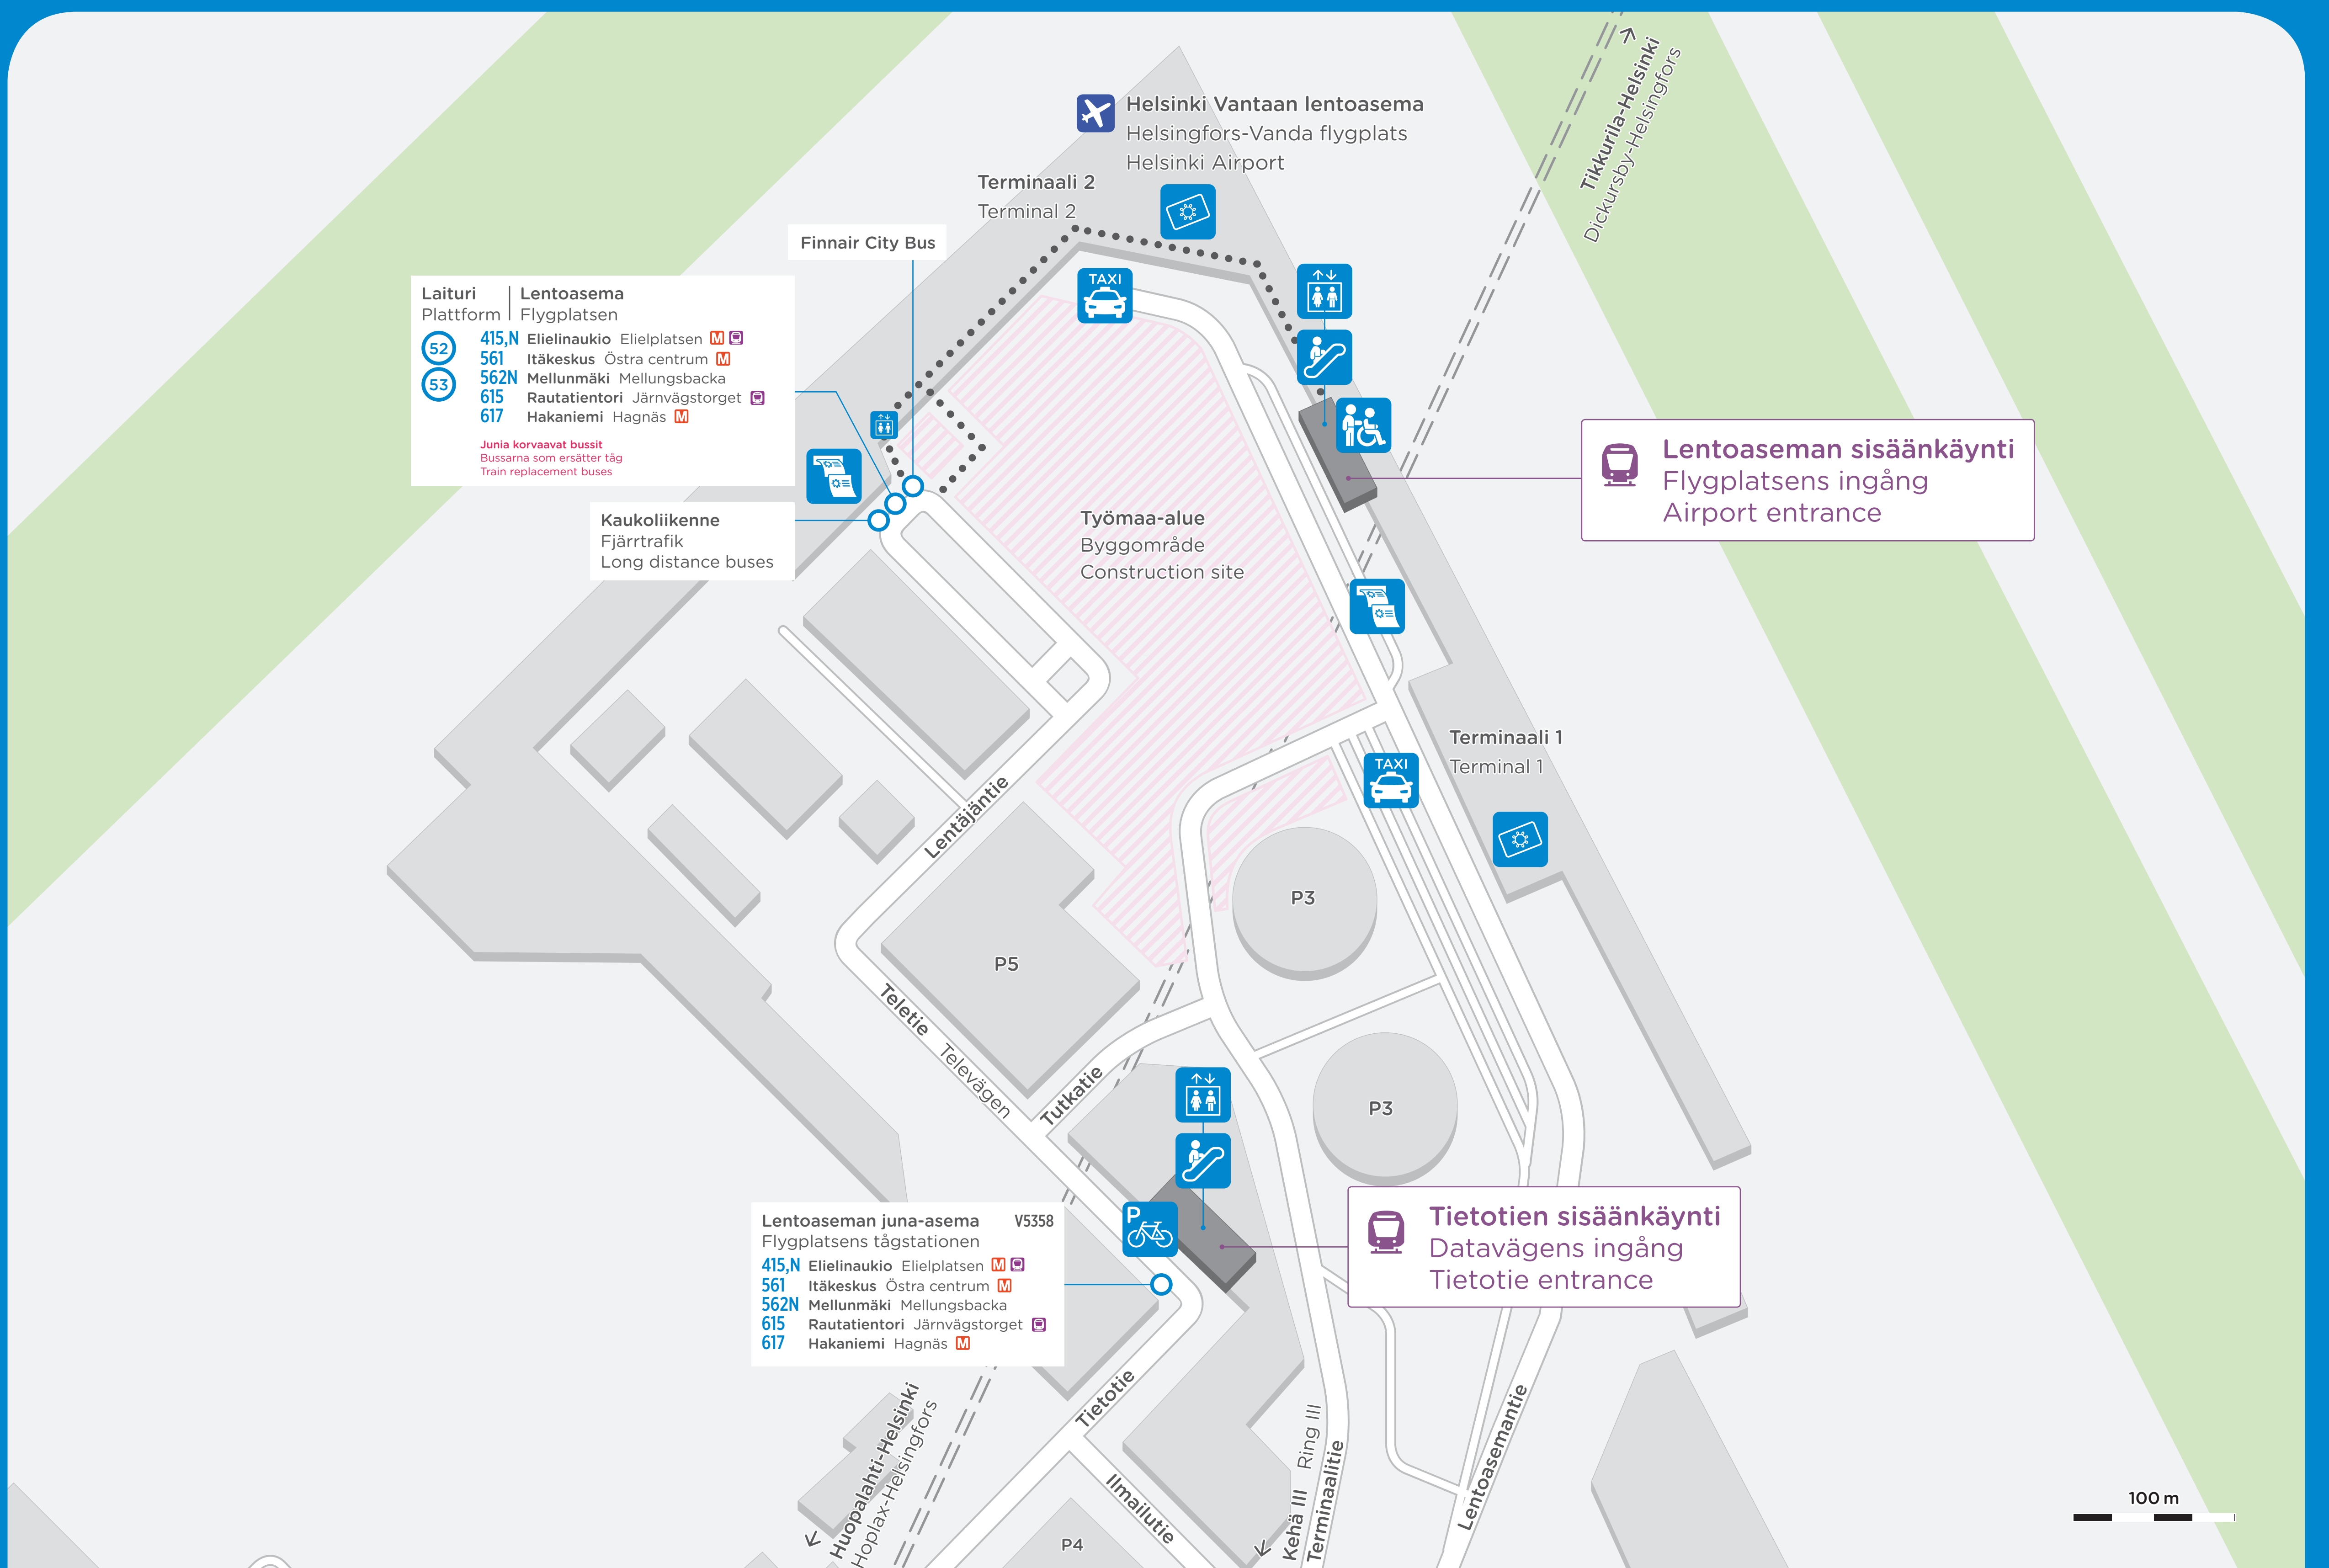 Helsinki Vantaan lentoasema
Helsingfors-Vanda flygplats
Helsinki Airport
Tikkurila-Helsinki
Dickursby-Helsingfors
Terminaali 2
Terminal 2
Finnair City Bus
TAXI
Laituri Lentoasema
Plattform Flygplatsen
52
53
415,N Elielinaukio Elielplatsen M
561 Itäkeskus Östra centrum M
562N Mellunmäki Mellungsbacka
615 Rautatientori Järnvägstorget
617 Hakaniemi Hagnäs M
Junia korvaavat bussit
Bussarna som ersätter tåg
Train replacement buses
Kaukoliikenne
Fjärrtrafik
Long distance buses
Lentoaseman sisäänkäynti
Flygplatsens ingång
Airport entrance
Työmaa-alue
Byggområde
Construction site
Terminaali 1
Terminal 1
TAXI
Lentäjäntie
P3
P5
Teletie Televägen
Tutkatie
P3
P
Lentoaseman juna-asema V5358
Flygplatsens tågstationen
415,N Elielinaukio Elielplatsen M
561 Itäkeskus Östra centrum M
562N Mellunmäki Mellungsbacka
615 Rautatientori Järnvägstorget
617 Hakaniemi Hagnäs M
Tietotien sisäänkäynti
Datavägens ingång
Tietotie entrance
Tietotie
Huopalahti-Helsinki
Hoplax-Helsingfors
Ilmailutie
Kehä III Ring III
Terminaalitie
Lentoasemantie
P4
100 m